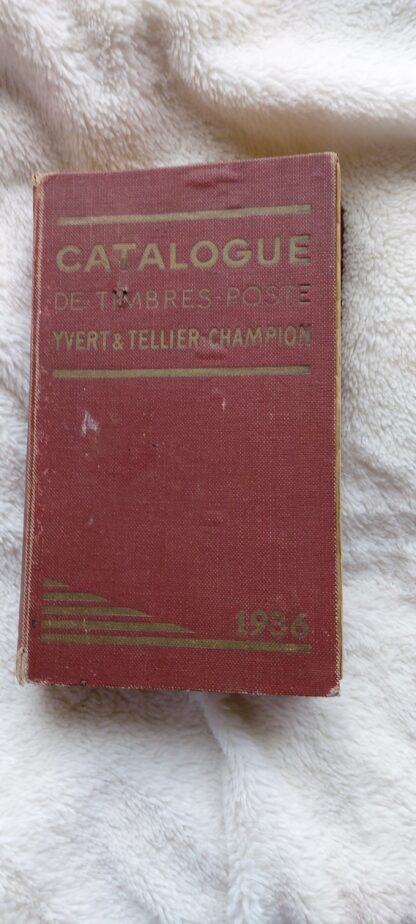 CATALOGUE
DE-TIMBRES-POSTE
YVERT & TELLIER-CHAMPION
1936